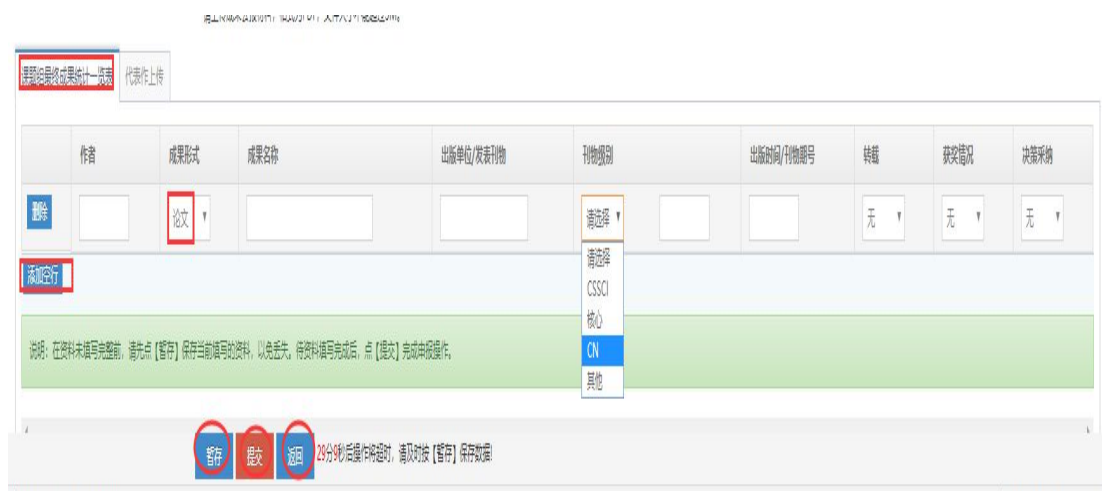 课题组最终成果统计一览表 代表作上传
作者 成果形式 成果名称 出版单位/发表刊物 刊物级别 出版时间/刊物期号 转载 获奖情况 决策采纳
删除 论文 请选择 无 无 无
请选择
添加空行
CSSCI
核心
CN
其他
说明：在资料未填写完整前，请先点【暂存】保存当前填写的资料，以免丢失。待资料填写完成后，点【提交】完成申报操作。
暂存 提交 返回 29分9秒后操作将超时，请及时按【暂存】保存数据!